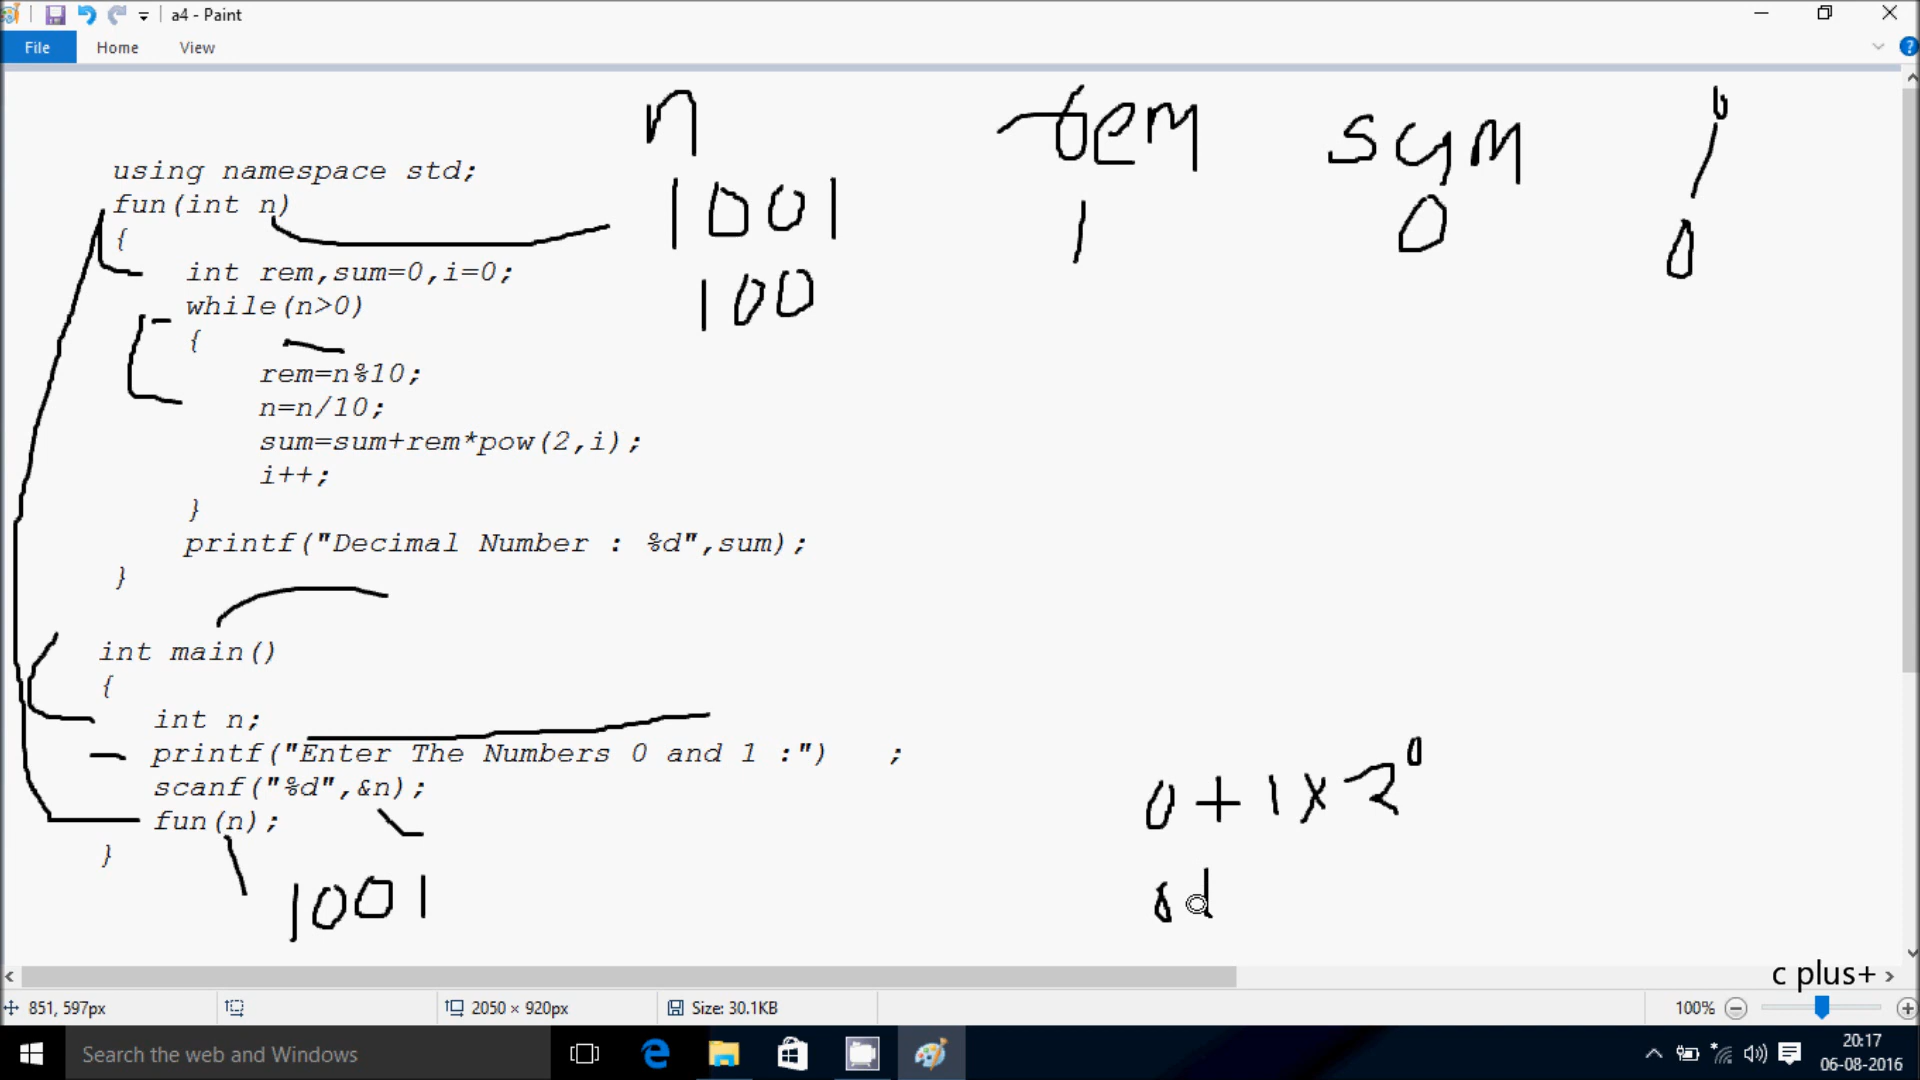 a4 - Paint
File Home View
n rem sum i
using namespace std;
fun(int n)
1001 1 0 0
{
int rem,sum=0,i=0;
100
while(n>0)
{
rem=n%10;
n=n/10;
sum=sum+rem*pow(2,i);
i++;
}
printf("Decimal Number : %d",sum);
}
int main()
{
int n;
printf("Enter The Numbers 0 and 1 :") ;
scanf("%d",&n);
fun(n);
}
0+1x2⁰
1001
c plus+
851, 597px 2050 × 920px Size: 30.1KB 100%
Search the web and Windows
20:17
06-08-2016